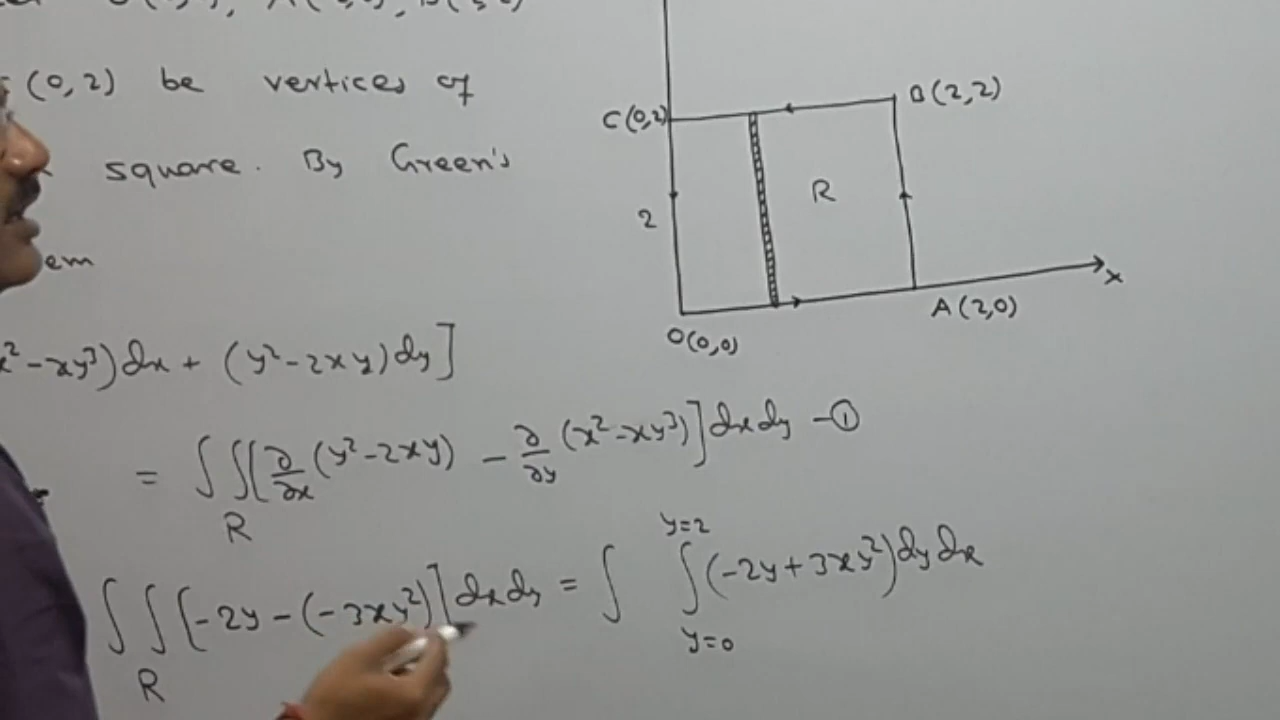 (0,2) be vertices of
square. By Green's
em
x² - xy³) dx + (y² - 2xy) dy]
= ∫∫[∂/∂x (y² - 2xy) - ∂/∂y (x² - xy³)] dx dy - ①
R
∫∫[-2y - (-3xy²)] dx dy = ∫ ∫(-2y + 3xy²) dy dx
R
y=2
y=0
C(0,2)
B(2,2)
R
2
O(0,0)
A(2,0)
x